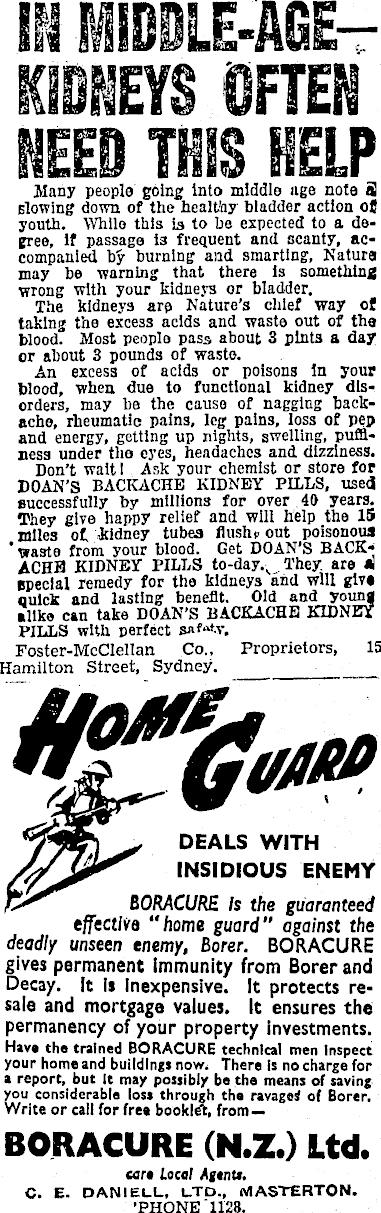 IN MIDDLE-AGE—
KIDNEYS OFTEN
NEED THIS HELP
Many people going into middle age note a
slowing down of the healthy bladder action of
youth. While this is to be expected to a de-
gree, if passage is frequent and scanty, ac-
companied by burning and smarting, Nature
may be warning that there is something
wrong with your kidneys or bladder.
The kidneys are Nature's chief way of
taking the excess acids and waste out of the
blood. Most people pass about 3 pints a day
or about 3 pounds of waste.
An excess of acids or poisons in your
blood, when due to functional kidney dis-
orders, may be the cause of nagging back-
ache, rheumatic pains, leg pains, loss of pep
and energy, getting up nights, swelling, puffi-
ness under the eyes, headaches and dizziness.
Don't wait! Ask your chemist or store for
DOAN'S BACKACHE KIDNEY PILLS, used
successfully by millions for over 40 years.
They give happy relief and will help the 15
miles of kidney tubes flush out poisonous
waste from your blood. Get DOAN'S BACK-
ACHE KIDNEY PILLS to-day. They are a
special remedy for the kidneys and will give
quick and lasting benefit. Old and young
alike can take DOAN'S BACKACHE KIDNEY
PILLS with perfect safety.
Foster-McClellan Co., Proprietors, 15
Hamilton Street, Sydney.
HOME
GUARD
DEALS WITH
INSIDIOUS ENEMY
BORACURE is the guaranteed
effective "home guard" against the
deadly unseen enemy, Borer. BORACURE
gives permanent immunity from Borer and
Decay. It is inexpensive. It protects re-
sale and mortgage values. It ensures the
permanency of your property investments.
Have the trained BORACURE technical men inspect
your home and buildings now. There is no charge for
a report, but it may possibly be the means of saving
you considerable loss through the ravages of Borer.
Write or call for free booklet, from—
BORACURE (N.Z.) Ltd.
care Local Agents.
C. E. DANIELL, LTD., MASTERTON.
'PHONE 1128.